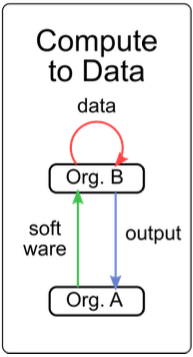 Compute
to Data
data
Org. B
soft
ware
output
Org. A